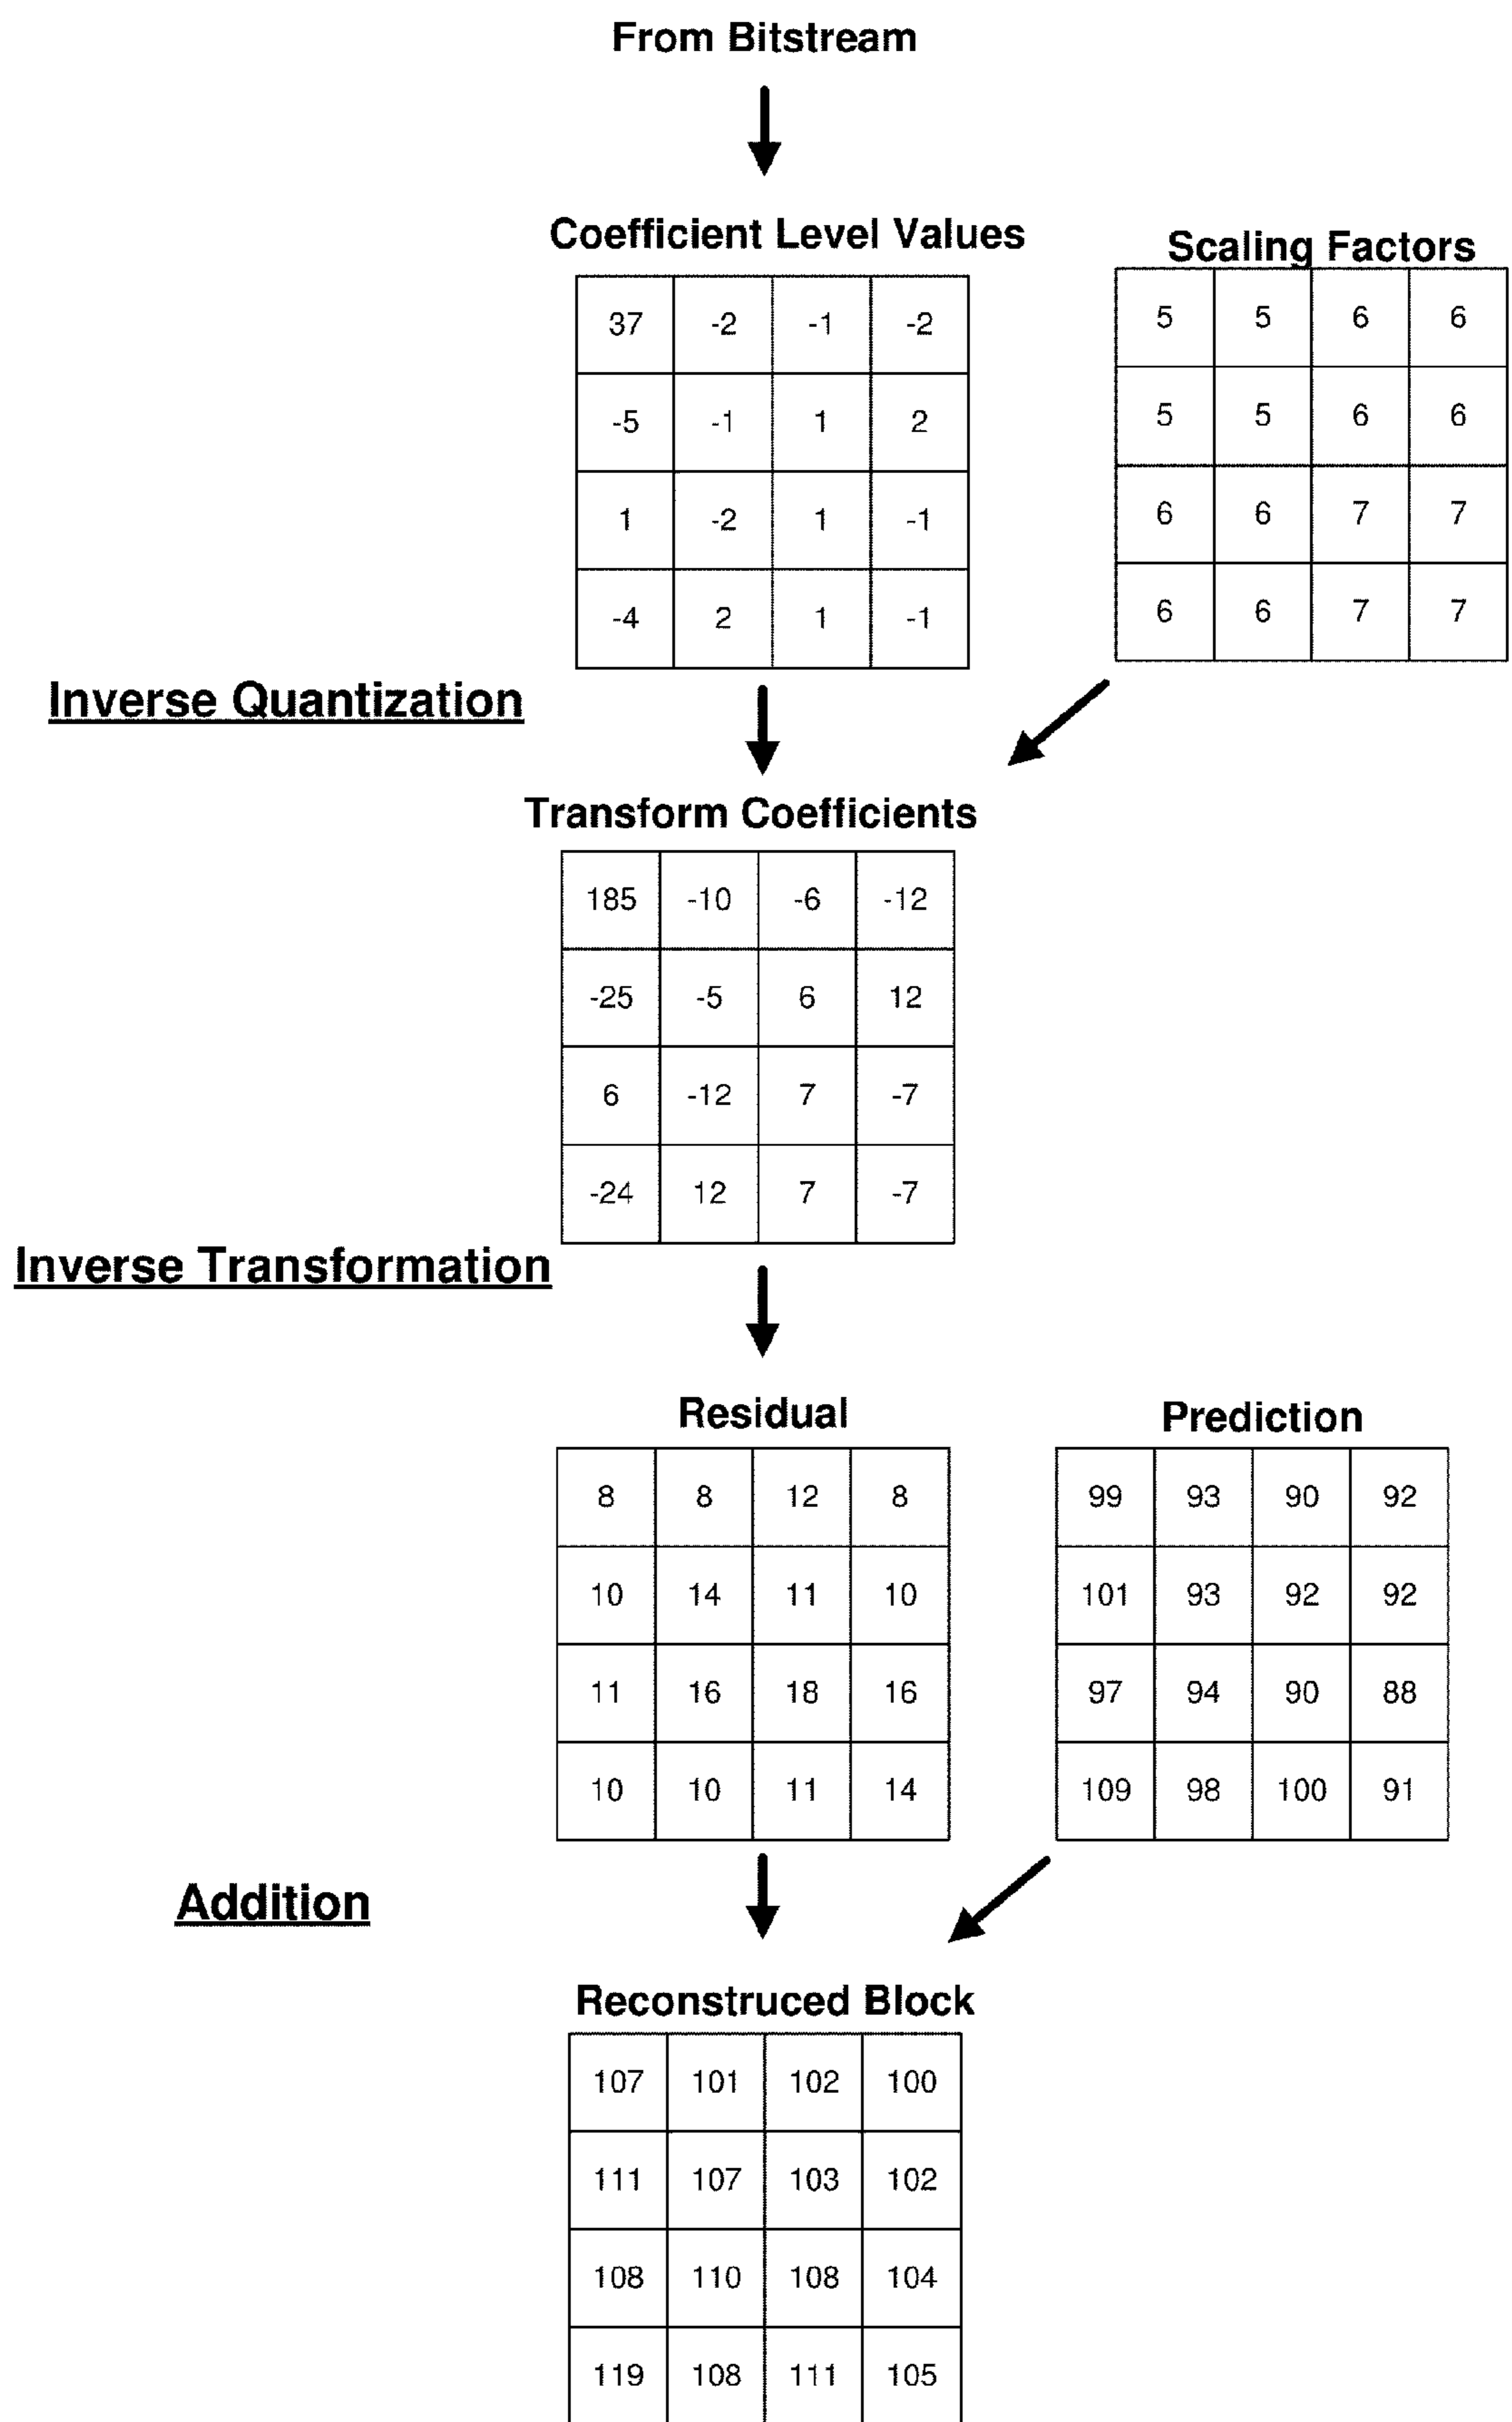 From Bitstream
Coefficient Level Values
Scaling Factors
37 -2 -1 -2
-5 -1 1 2
1 -2 1 -1
-4 2 1 -1
5 5 6 6
5 5 6 6
6 6 7 7
6 6 7 7
Inverse Quantization
Transform Coefficients
185 -10 -6 -12
-25 -5 6 12
6 -12 7 -7
-24 12 7 -7
Inverse Transformation
Residual
Prediction
8 8 12 8
10 14 11 10
11 16 18 16
10 10 11 14
99 93 90 92
101 93 92 92
97 94 90 88
109 98 100 91
Addition
Reconstruced Block
107 101 102 100
111 107 103 102
108 110 108 104
119 108 111 105